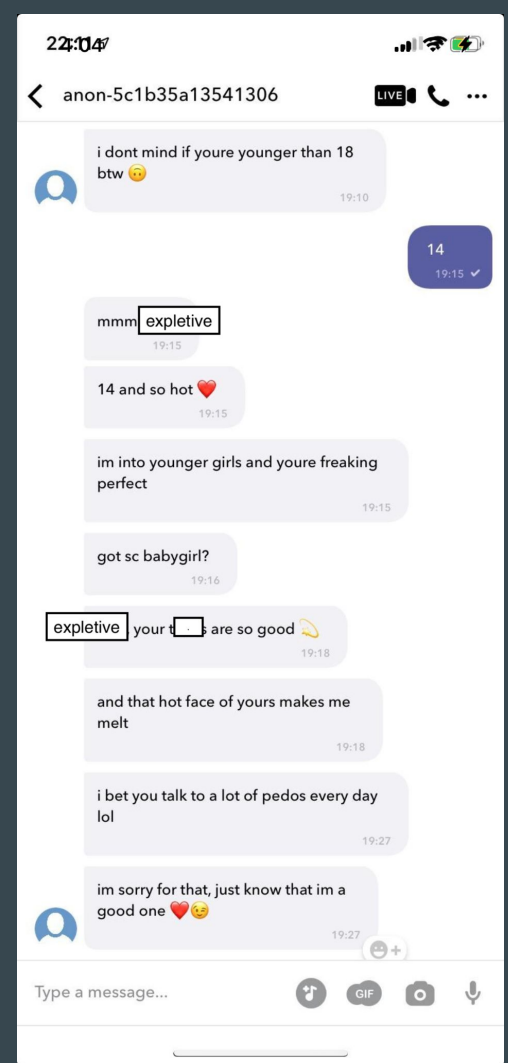 anon-5c1b35a13541306
LIVE
i dont mind if youre younger than 18
btw 🙃
19:10
14
19:15
mmm expletive
19:15
14 and so hot ❤️
19:15
im into younger girls and youre freaking
perfect
19:15
got sc babygirl?
19:16
expletive your t s are so good 💫
19:18
and that hot face of yours makes me
melt
19:18
i bet you talk to a lot of pedos every day
lol
19:27
im sorry for that, just know that im a
good one ❤️😉
19:27
Type a message...
GIF